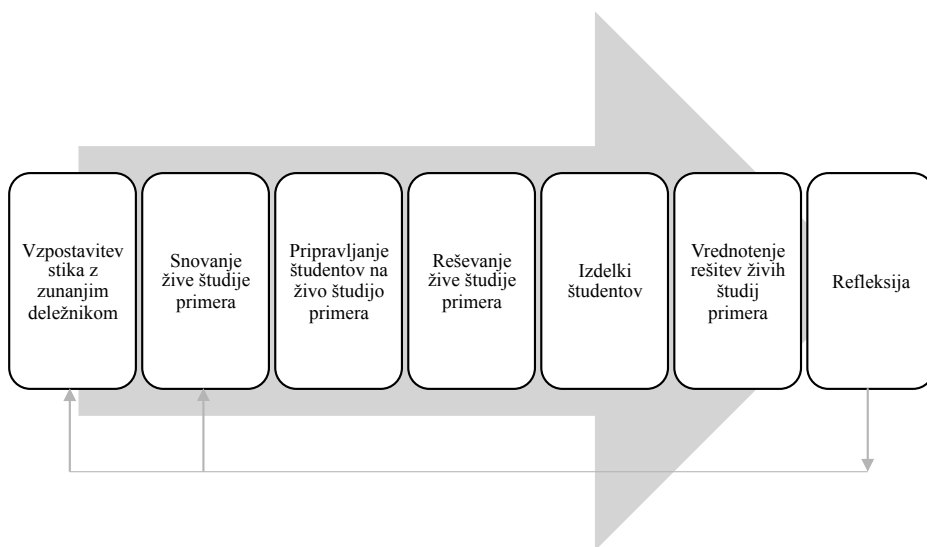 Vzpostavitev
stika z
zunanjim
deležnikom
Snovanje
žive študije
primera
Pripravljanje
študentov na
živo študijo
primera
Reševanje
žive študije
primera
Izdelki
študentov
Vrednotenje
rešitev živih
študij
primera
Refleksija